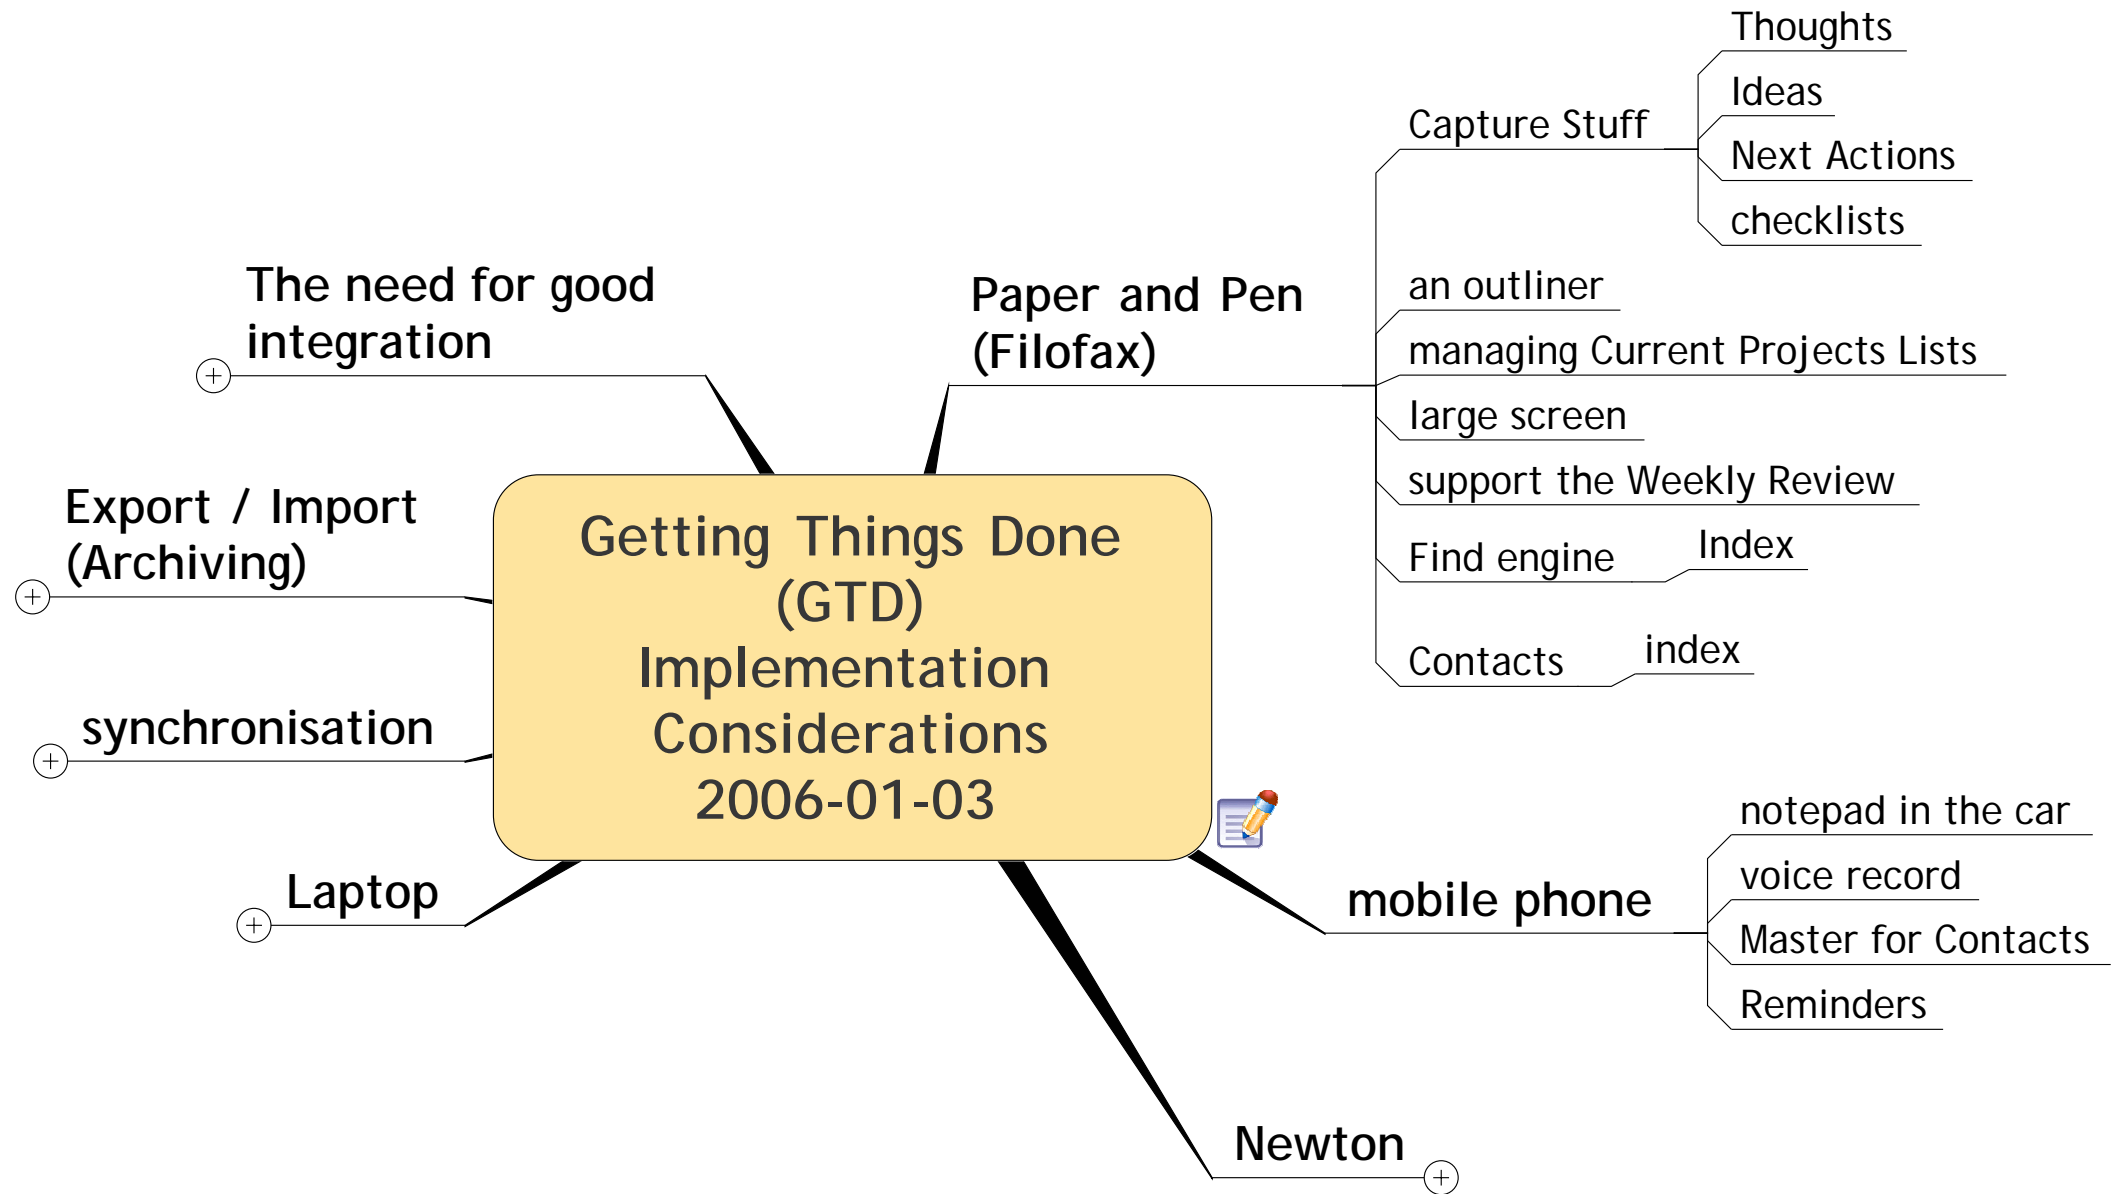 Getting Things Done
(GTD)
Implementation
Considerations
2006-01-03
Paper and Pen
(Filofax)
Capture Stuff
Thoughts
Ideas
Next Actions
checklists
an outliner
managing Current Projects Lists
large screen
support the Weekly Review
Find engine
Index
Contacts
index
mobile phone
notepad in the car
voice record
Master for Contacts
Reminders
Newton
Laptop
synchronisation
Export / Import
(Archiving)
The need for good
integration